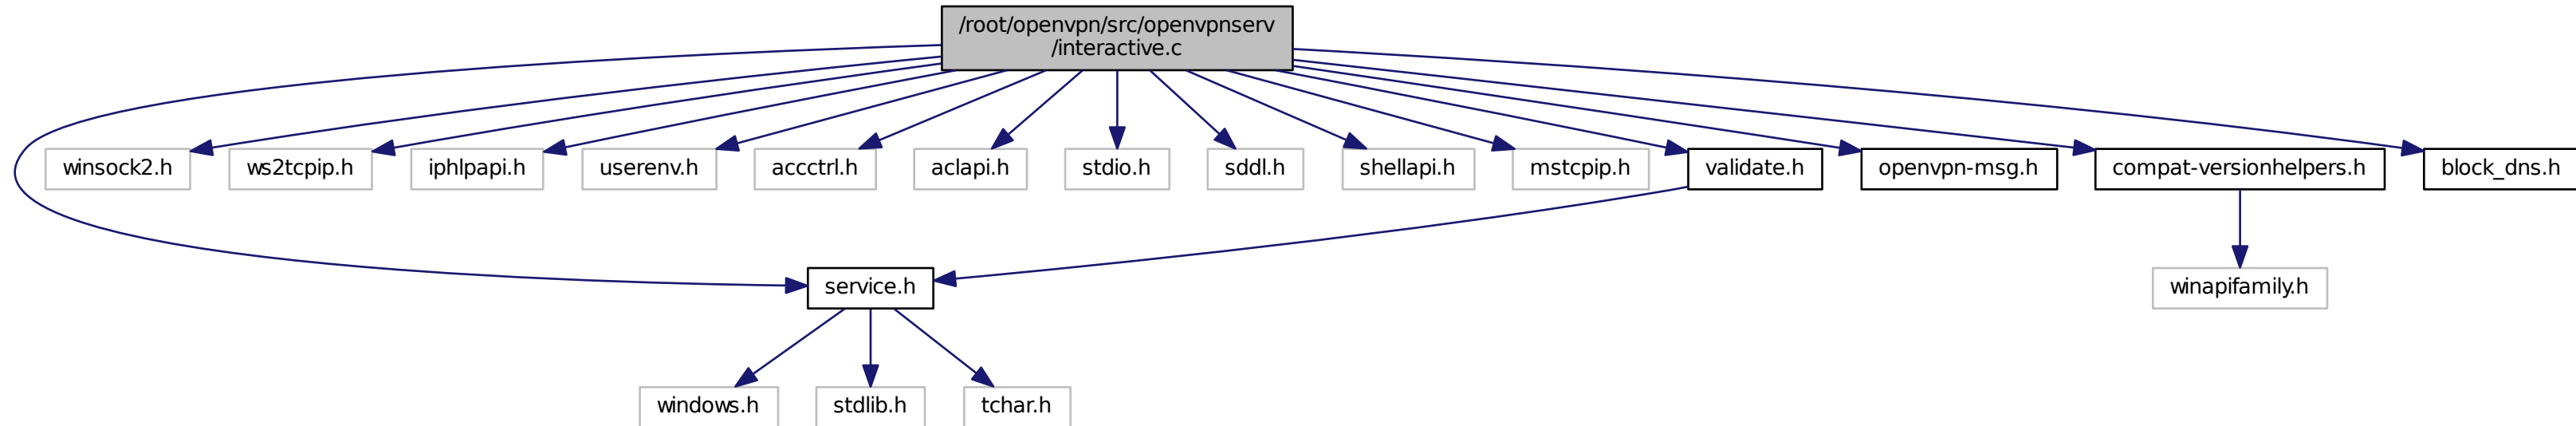 /root/openvpn/src/openvpnserv
/interactive.c
winsock2.h
ws2tcpip.h
iphlpapi.h
userenv.h
accctrl.h
aclapi.h
stdio.h
sddl.h
shellapi.h
mstcpip.h
validate.h
openvpn-msg.h
compat-versionhelpers.h
block_dns.h
service.h
winapifamily.h
windows.h
stdlib.h
tchar.h